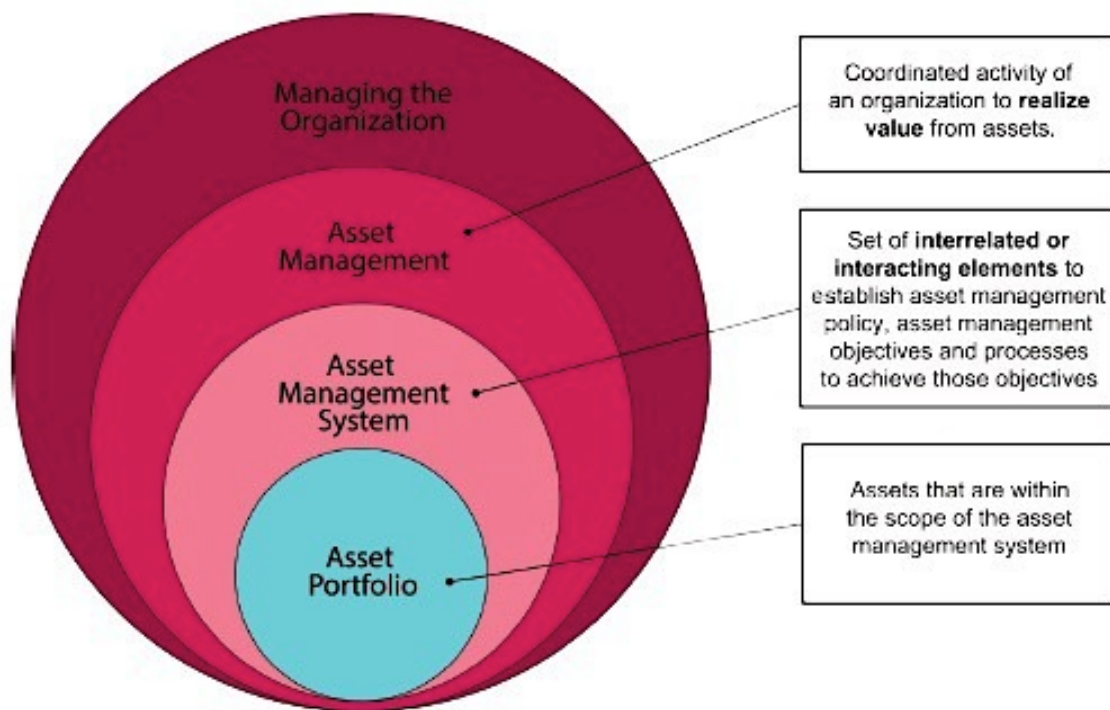 Managing the
Organization
Asset
Management
Asset
Management
System
Asset
Portfolio
Coordinated activity of
an organization to realize
value from assets.
Set of interrelated or
interacting elements to
establish asset management
policy, asset management
objectives and processes
to achieve those objectives
Assets that are within
the scope of the asset
management system